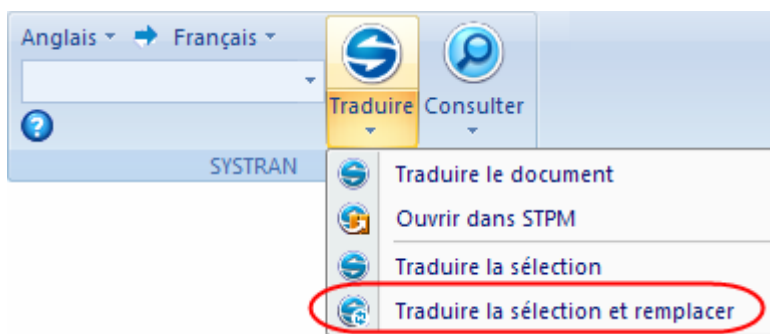 Anglais Français
Traduire Consulter
SYSTRAN
Traduire le document
Ouvrir dans STPM
Traduire la sélection
Traduire la sélection et remplacer